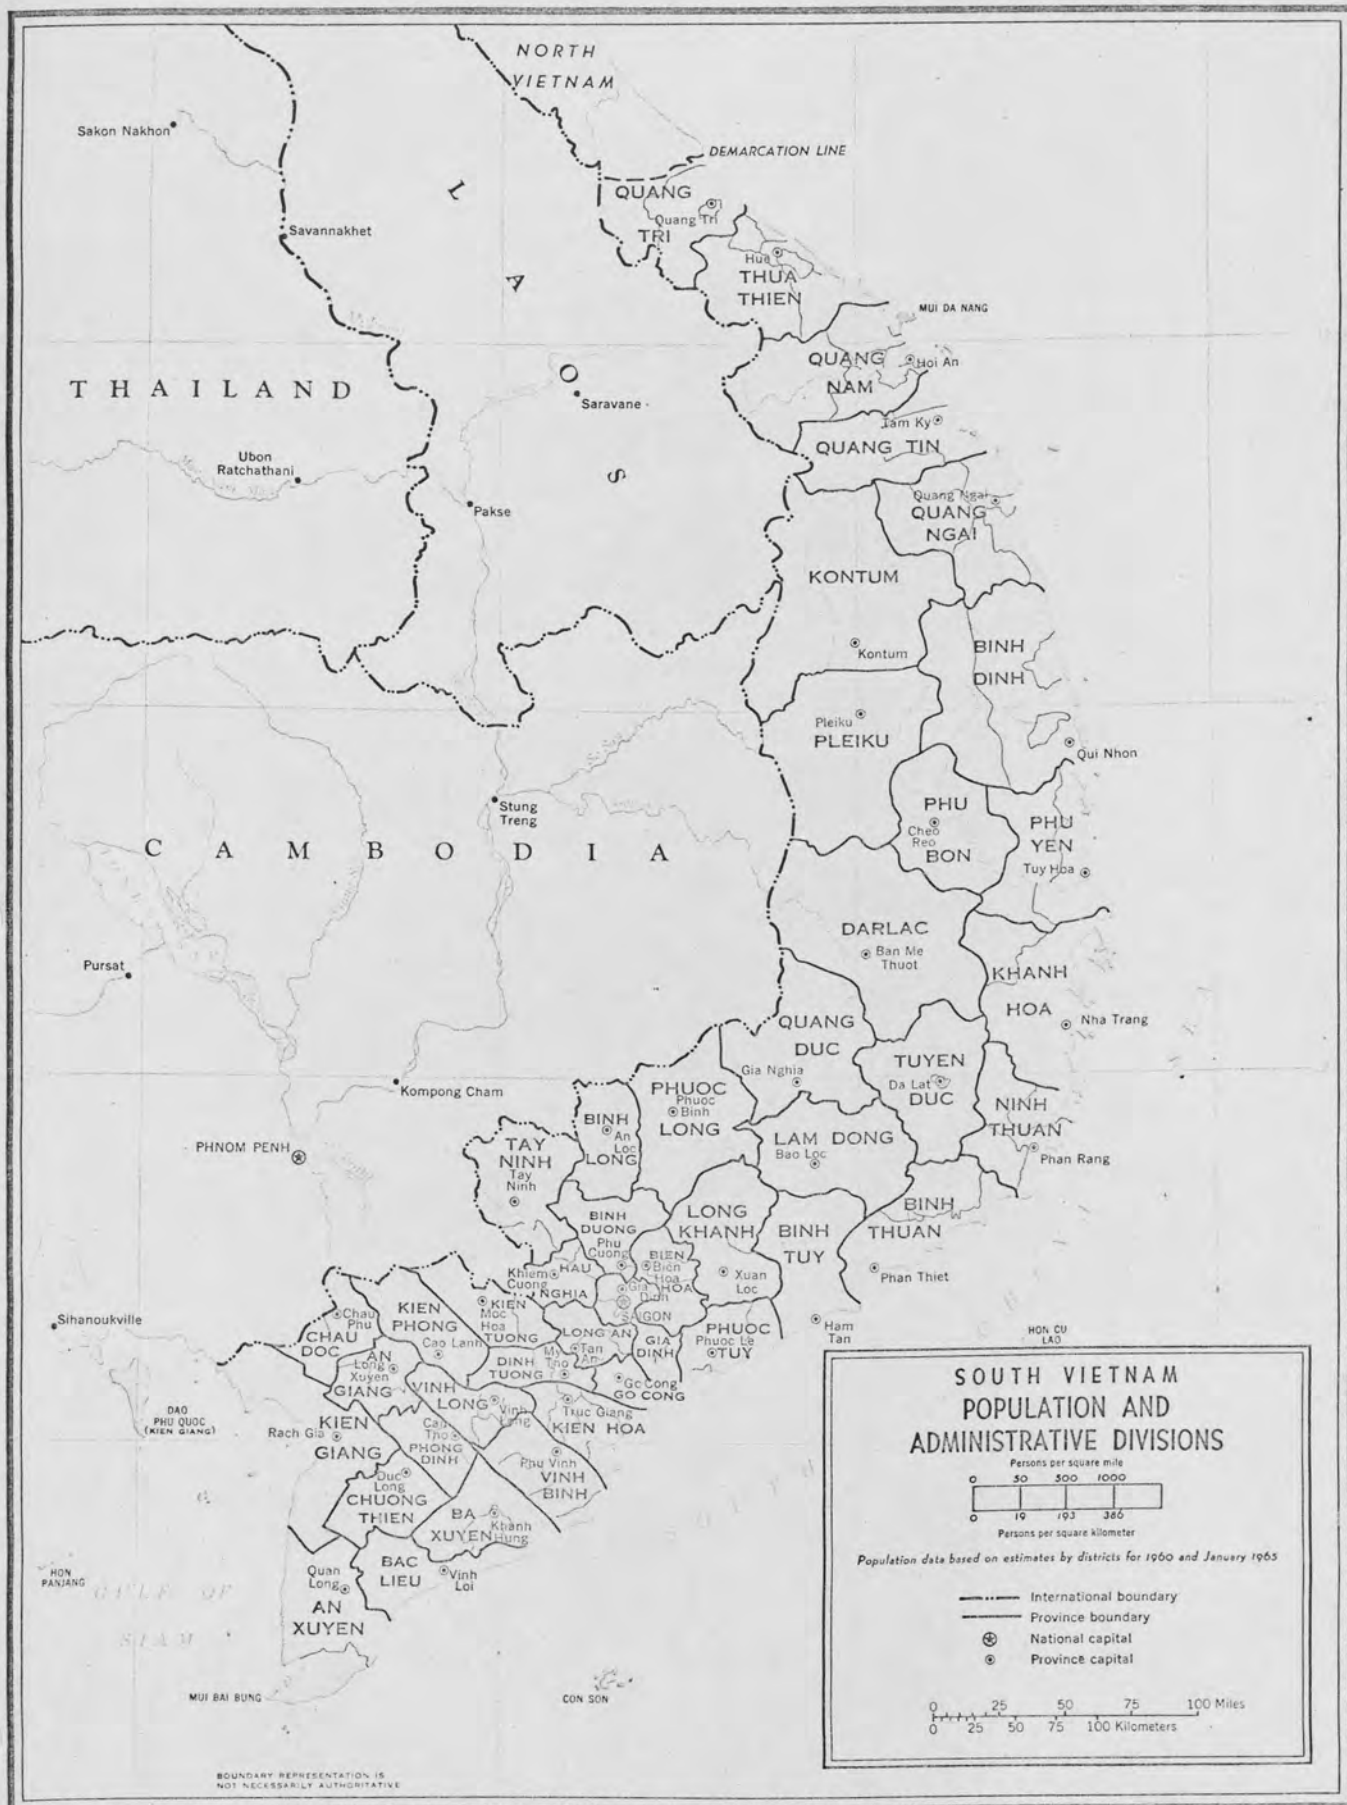 NORTH
VIETNAM
Sakon Nakhon
DEMARCATION LINE
LAOS
QUANG
TRI
Quang Tri
Savannakhet
Hue
THUA
THIEN
MUI DA NANG
QUANG
NAM
Hoi An
THAILAND
Saravane
Tam Ky
QUANG TIN
Ubon
Ratchathani
Pakse
Quang Ngai
QUANG
NGAI
KONTUM
Kontum
BINH
DINH
Pleiku
PLEIKU
Qui Nhon
Stung
Treng
PHU
BON
Cheo
Reo
PHU
YEN
Tuy Hoa
CAMBODIA
DARLAC
Ban Me
Thuot
Pursat
KHANH
HOA
Nha Trang
QUANG
DUC
Gia Nghia
TUYEN
DUC
Da Lat
Kompong Cham
PHUOC
LONG
Phuoc
Binh
BINH
LONG
An
Loc
NINH
THUAN
Phan Rang
LAM DONG
Bao Loc
PHNOM PENH
TAY
NINH
Tay
Ninh
LONG
KHANH
BINH
TUY
BINH
THUAN
BINH
DUONG
Phu
Cuong
BIEN
HOA
Bien
Hoa
Xuan
Loc
Phan Thiet
HAU
NGHIA
Khiem
Cuong
Gia
Dinh
SAIGON
Sihanoukville
Chau
Phu
CHAU
DOC
KIEN
PHONG
Cao Lanh
KIEN
TUONG
Moc
Hoa
LONG AN
Tan
An
GIA
DINH
PHUOC
TUY
Phuoc Le
Ham
Tan
HON CU
LAO
AN
GIANG
Long
Xuyen
DINH
TUONG
My
Tho
Go Cong
GO CONG
VINH
LONG
Vinh
Long
Truc Giang
KIEN HOA
DAO
PHU QUOC
(KIEN GIANG)
Rach Gia
KIEN
GIANG
Can
Tho
PHONG
DINH
Phu Vinh
VINH
BINH
Duc
Long
CHUONG
THIEN
BA
XUYEN
Khanh
Hung
HON
PANJANG
GULF OF
SIAM
BAC
LIEU
Vinh
Loi
Quan
Long
AN
XUYEN
MUI BAI BUNG
CON SON
SOUTH VIETNAM
POPULATION AND
ADMINISTRATIVE DIVISIONS
Persons per square mile
0 50 500 1000
0 19 193 386
Persons per square kilometer
Population data based on estimates by districts for 1960 and January 1965
International boundary
Province boundary
National capital
Province capital
0 25 50 75 100 Miles
0 25 50 75 100 Kilometers
BOUNDARY REPRESENTATION IS
NOT NECESSARILY AUTHORITATIVE